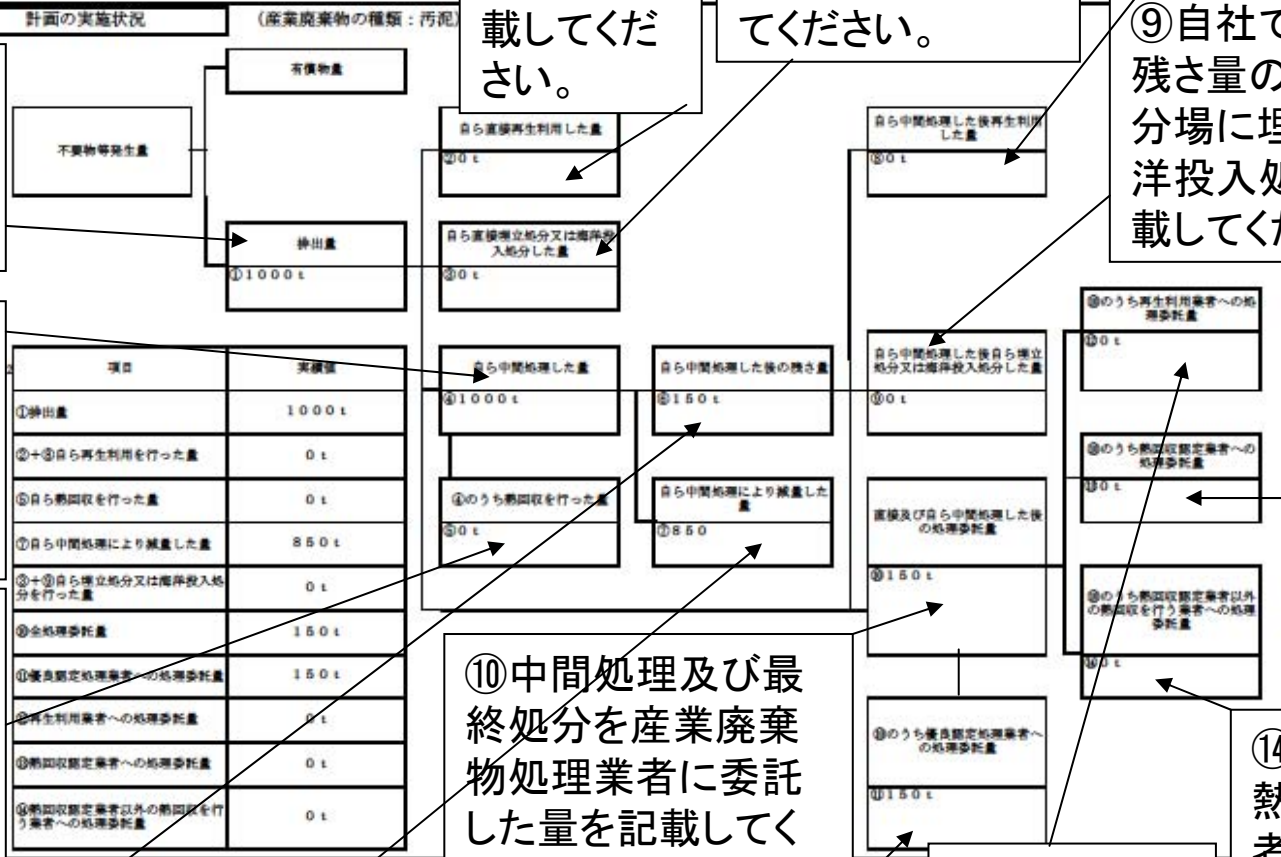 計画の実施状況
(産業廃棄物の種類：汚泥
載してくだ
さい。
てください。
⑨自社で
残さ量の
分場に埋
洋投入処
載してくだ
有償物量
不要物等発生量
自ら直接再生利用した量
②0t
自ら中間処理した後再生利用
した量
⑧0t
排出量
①1000t
自ら直接埋立処分又は海洋投
入処分した量
③0t
⑩のうち再生利用業者への処
理委託量
⑫0t
項目
実績値
①排出量
1000t
②+⑧自ら再生利用を行った量
0t
⑤自ら熱回収を行った量
0t
⑦自ら中間処理により減量した量
850t
③+⑨自ら埋立処分又は海洋投入処
分を行った量
0t
⑩全処理委託量
150t
⑪優良認定処理業者への処理委託量
150t
⑫再生利用業者への処理委託量
0t
⑬熱回収認定業者への処理委託量
0t
⑭熱回収認定業者以外の熱回収を行
う業者への処理委託量
0t
自ら中間処理した量
④1000t
自ら中間処理した後の残さ量
⑥150t
自ら中間処理した後自ら埋立
処分又は海洋投入処分した量
⑨0t
④のうち熱回収を行った量
⑤0t
自ら中間処理により減量した
量
⑦850
直接及び自ら中間処理した後
の処理委託量
⑩150t
⑩のうち熱回収認定業者への
処理委託量
⑬0t
⑩のうち熱回収認定業者以外
の熱回収を行う業者への処理
委託量
⑭0t
⑩のうち優良認定処理業者へ
の処理委託量
⑪150t
⑩中間処理及び最
終処分を産業廃棄
物処理業者に委託
した量を記載してく
⑭
熱
者